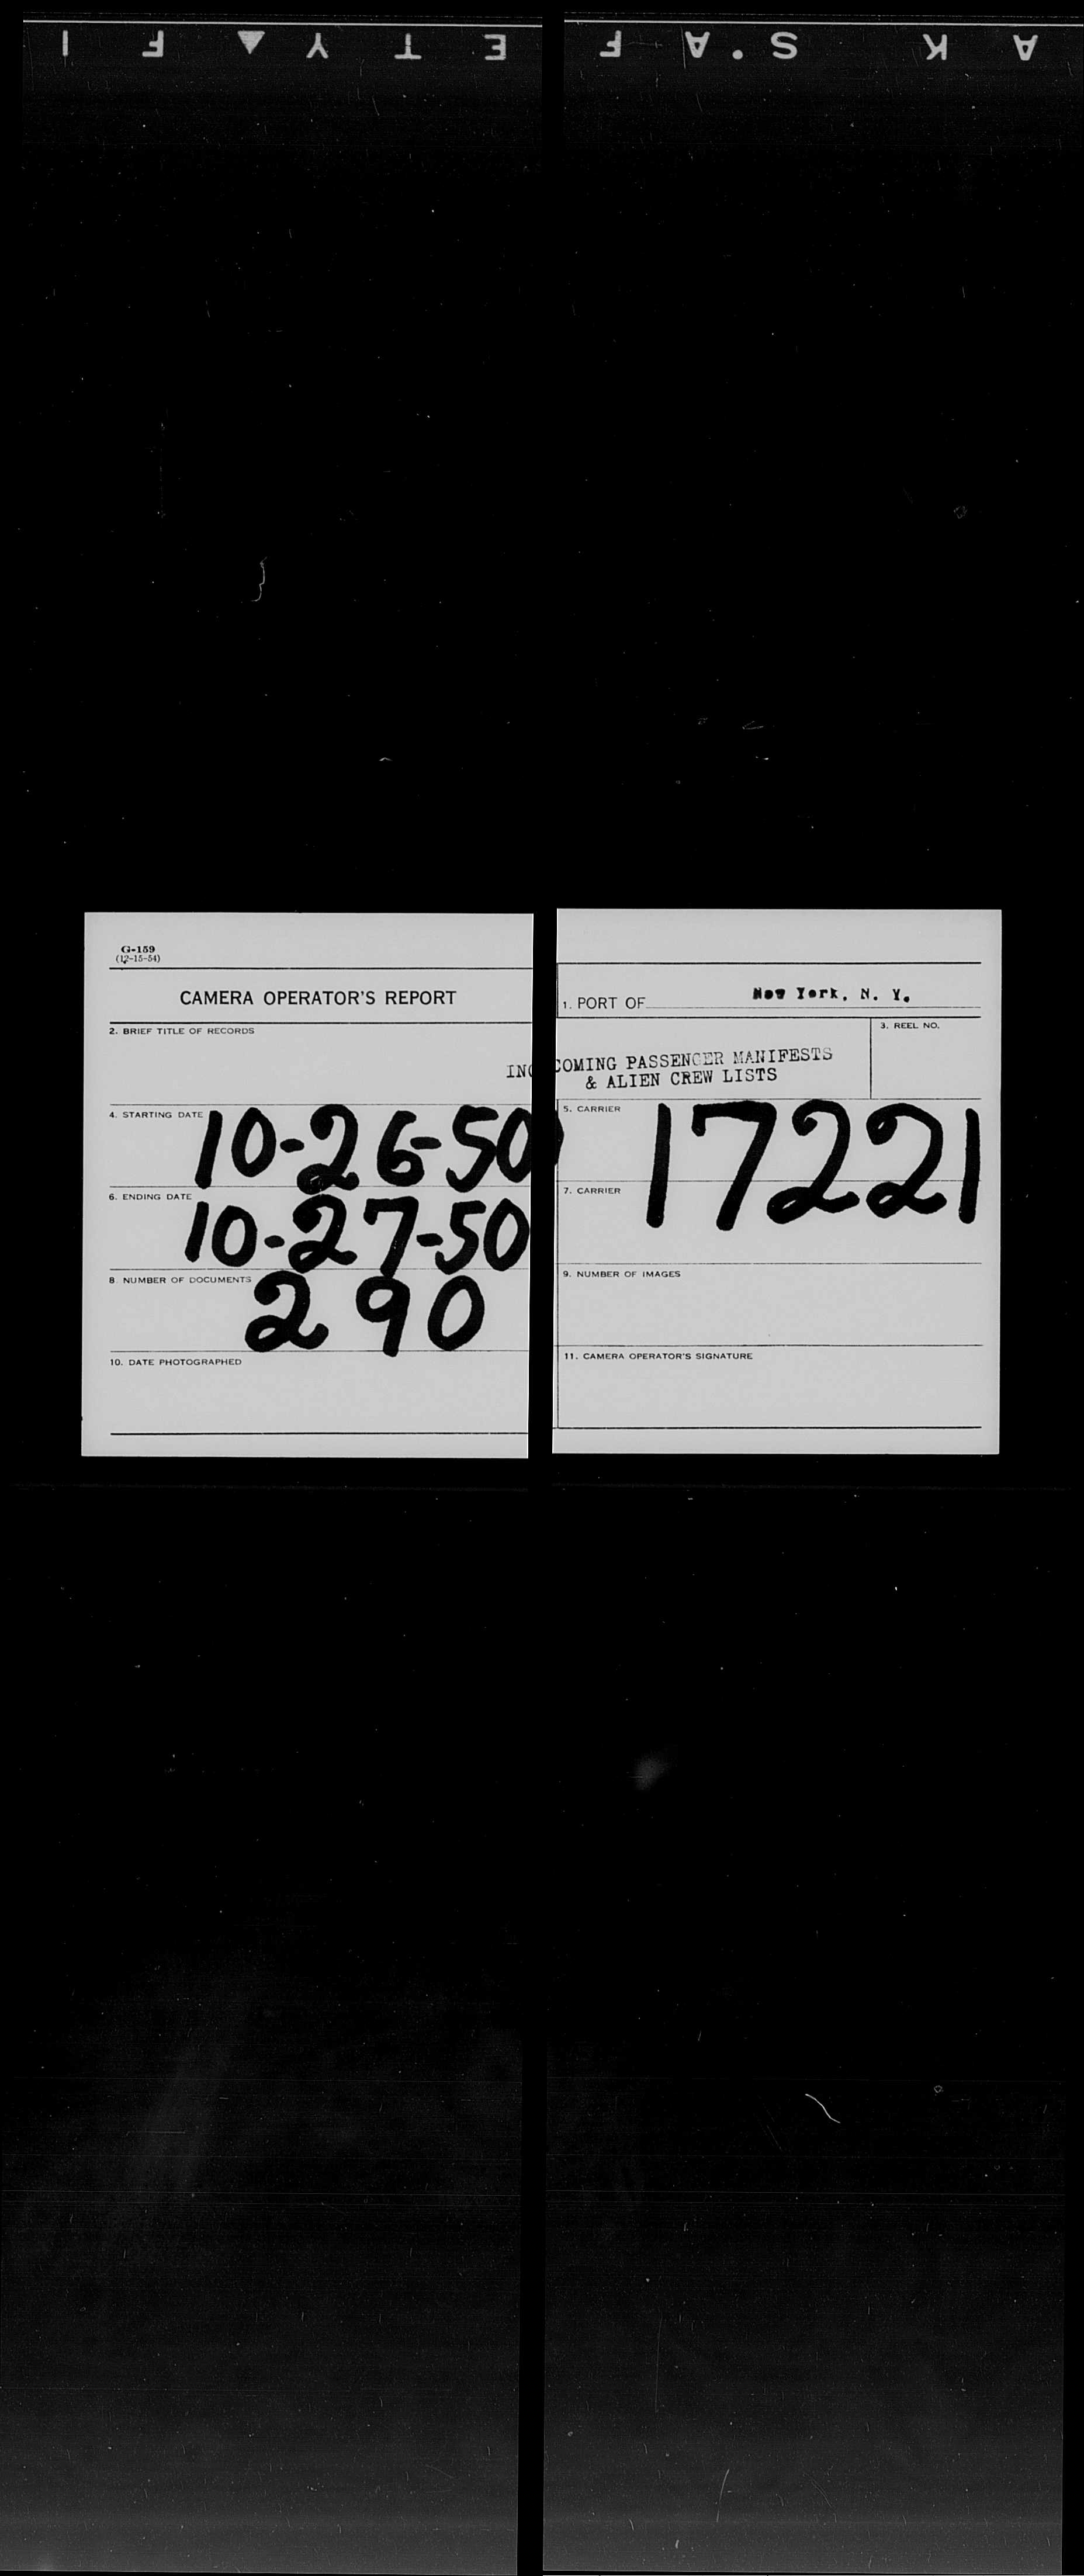 G-159
(12-15-54)
CAMERA OPERATOR'S REPORT
1. PORT OF New York, N. Y.
2. BRIEF TITLE OF RECORDS
INCOMING PASSENGER MANIFESTS
& ALIEN CREW LISTS
3. REEL NO.
4. STARTING DATE 10-26-50
5. CARRIER 17221
6. ENDING DATE 10-27-50
7. CARRIER
8. NUMBER OF DOCUMENTS 290
9. NUMBER OF IMAGES
10. DATE PHOTOGRAPHED
11. CAMERA OPERATOR'S SIGNATURE